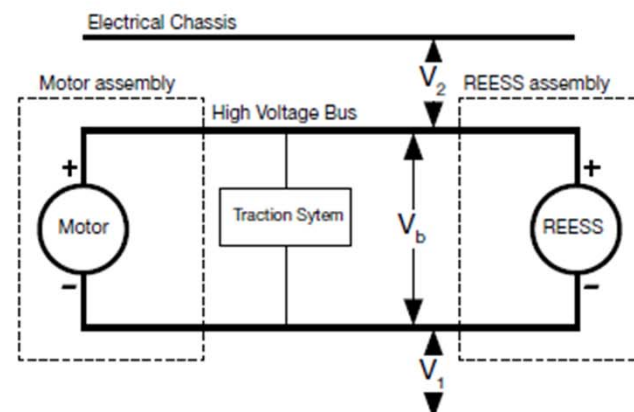 Electrical Chassis
Motor assembly
V2
REESS assembly
High Voltage Bus
+
+
Motor
Traction Sytem
Vb
REESS
−
−
V1